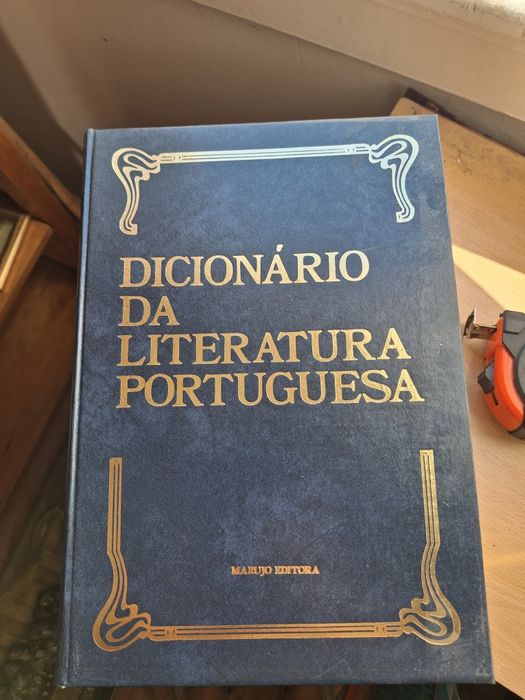 DICIONÁRIO
DA
LITERATURA
PORTUGUESA
MARUJO EDITORA